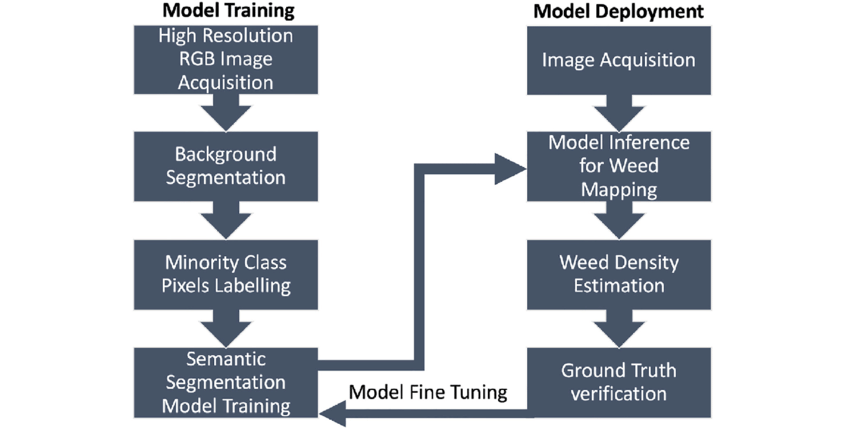 Model Training
High Resolution
RGB Image
Acquisition
Background
Segmentation
Minority Class
Pixels Labelling
Semantic
Segmentation
Model Training
Model Fine Tuning
Model Deployment
Image Acquisition
Model Inference
for Weed
Mapping
Weed Density
Estimation
Ground Truth
verification